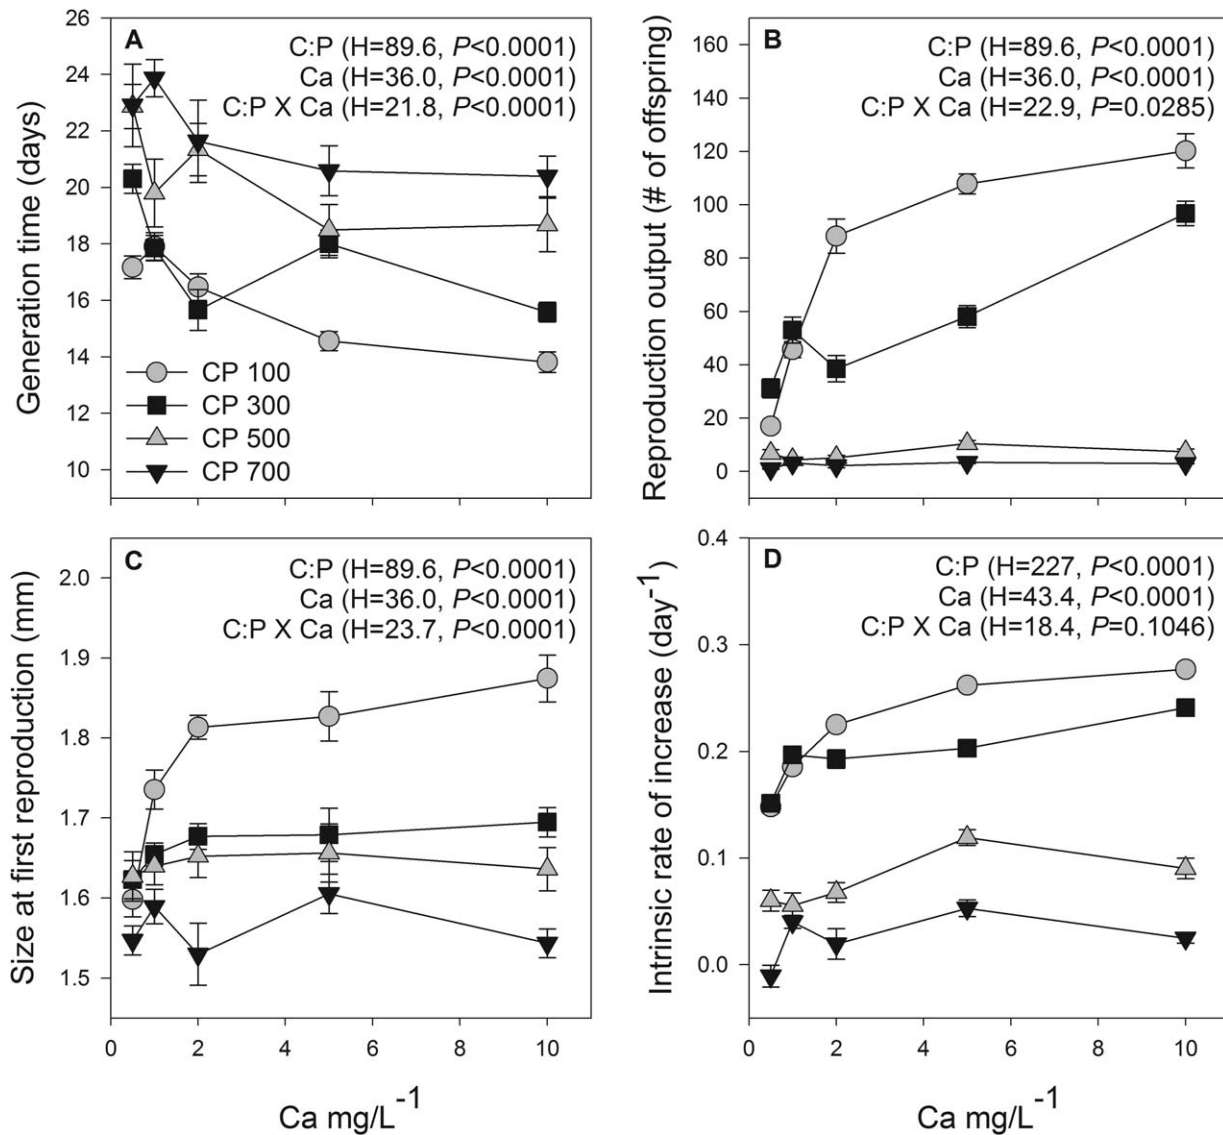 A
C:P (H=89.6, P<0.0001)
Ca (H=36.0, P<0.0001)
C:P X Ca (H=21.8, P<0.0001)
Generation time (days)
26
24
22
20
18
16
14
12
10
CP 100
CP 300
CP 500
CP 700
B
C:P (H=89.6, P<0.0001)
Ca (H=36.0, P<0.0001)
C:P X Ca (H=22.9, P=0.0285)
Reproduction output (# of offspring)
160
140
120
100
80
60
40
20
0
C
C:P (H=89.6, P<0.0001)
Ca (H=36.0, P<0.0001)
C:P X Ca (H=23.7, P<0.0001)
Size at first reproduction (mm)
2.0
1.9
1.8
1.7
1.6
1.5
0 2 4 6 8 10
Ca mg/L⁻¹
D
C:P (H=227, P<0.0001)
Ca (H=43.4, P<0.0001)
C:P X Ca (H=18.4, P=0.1046)
Intrinsic rate of increase (day⁻¹)
0.4
0.3
0.2
0.1
0.0
0 2 4 6 8 10
Ca mg/L⁻¹